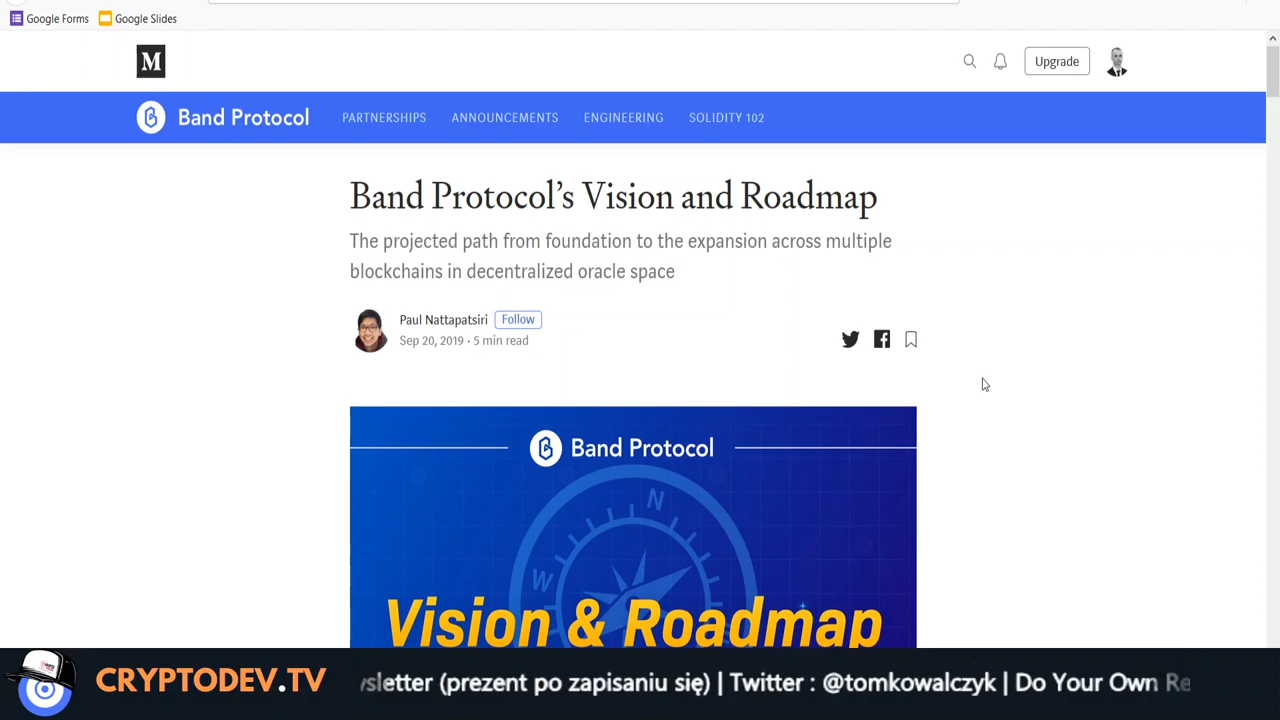 Google Forms
Google Slides
M
Upgrade
Band Protocol
PARTNERSHIPS
ANNOUNCEMENTS
ENGINEERING
SOLIDITY 102
Band Protocol's Vision and Roadmap
The projected path from foundation to the expansion across multiple
blockchains in decentralized oracle space
Paul Nattapatsiri Follow
Sep 20, 2019 · 5 min read
Band Protocol
N
W
Vision & Roadmap
CRYPTODEV.TV
(prezent po zapisaniu się) | Twitter : @tomkowalczyk | Do Your Own